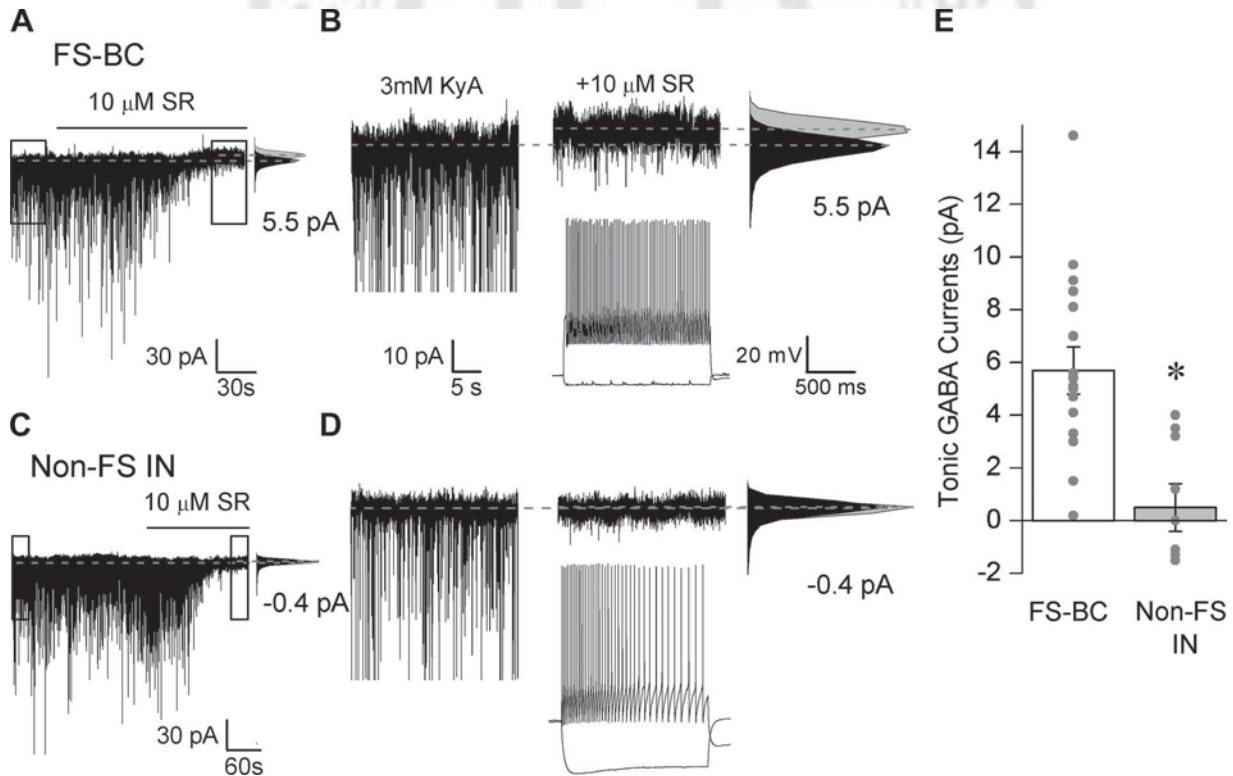 A
FS-BC
10 μM SR
5.5 pA
30 pA
30s
B
3mM KyA
+10 μM SR
5.5 pA
10 pA
5 s
20 mV
500 ms
C
Non-FS IN
10 μM SR
-0.4 pA
30 pA
60s
D
-0.4 pA
E
Tonic GABA Currents (pA)
14
12
10
8
6
4
2
0
-2
*
FS-BC
Non-FS
IN